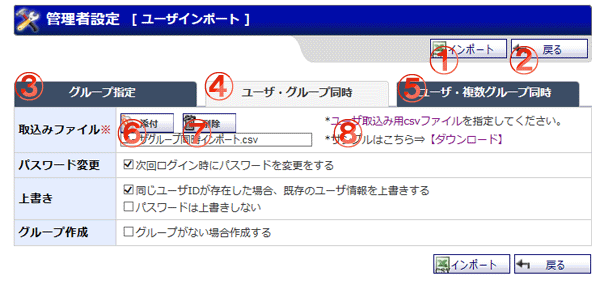 管理者設定 [ ユーザインポート ]
①インポート ②戻る
③グループ指定 ④ユーザ・グループ同時 ⑤ユーザ・複数グループ同時
取込みファイル※ ⑥添付 ⑦削除 *ユーザ取込み用csvファイルを指定してください。
グループ同時インポート.csv ⑧ *サンプルはこちら⇒【ダウンロード】
パスワード変更 次回ログイン時にパスワードを変更をする
上書き 同じユーザIDが存在した場合、既存のユーザ情報を上書きする
パスワードは上書きしない
グループ作成 グループがない場合作成する
インポート 戻る